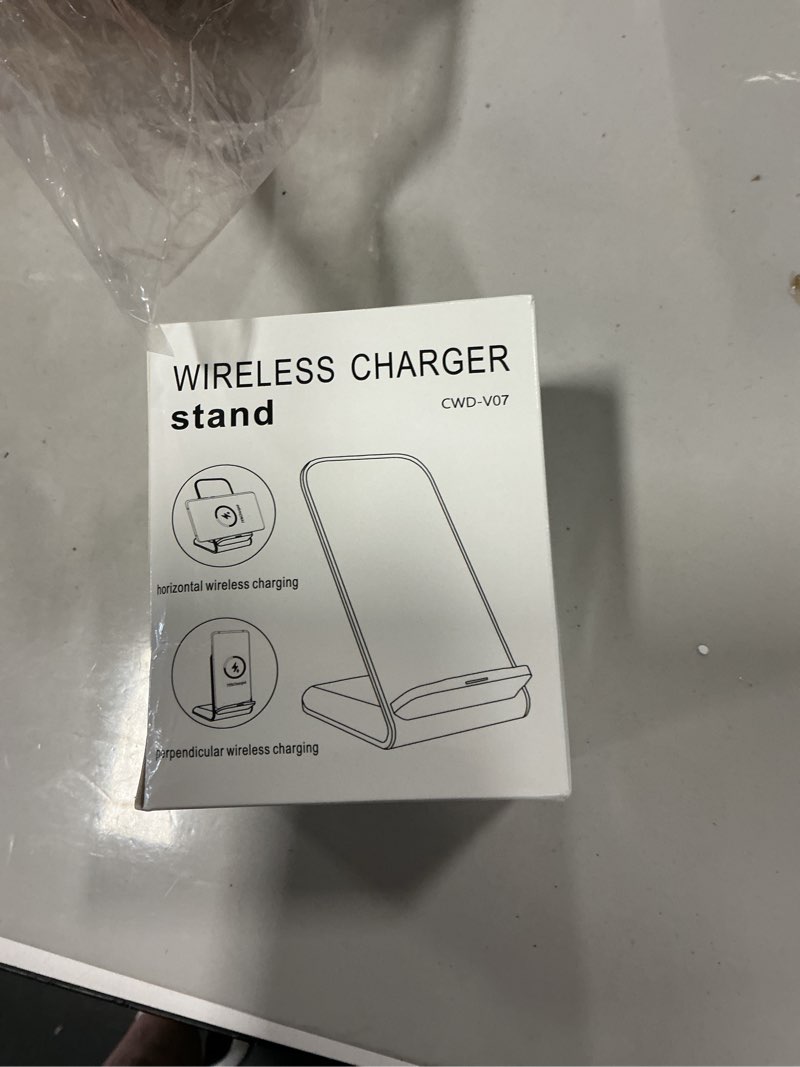 WIRELESS CHARGER
stand
CWD-V07
horizontal wireless charging
perpendicular wireless charging